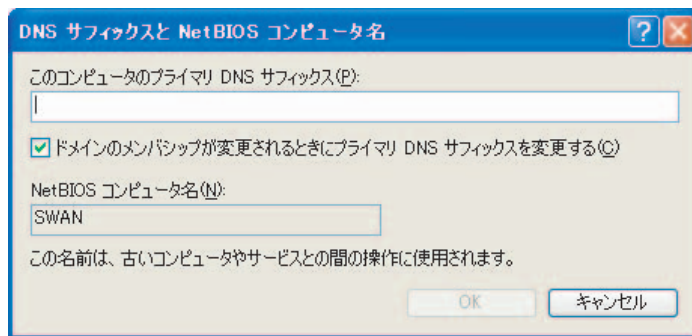 DNS サフィックスと NetBIOS コンピュータ名
このコンピュータのプライマリ DNS サフィックス(P):
ドメインのメンバシップが変更されるときにプライマリ DNS サフィックスを変更する(C)
NetBIOS コンピュータ名(N):
SWAN
この名前は、古いコンピュータやサービスとの間の操作に使用されます。
OK
キャンセル